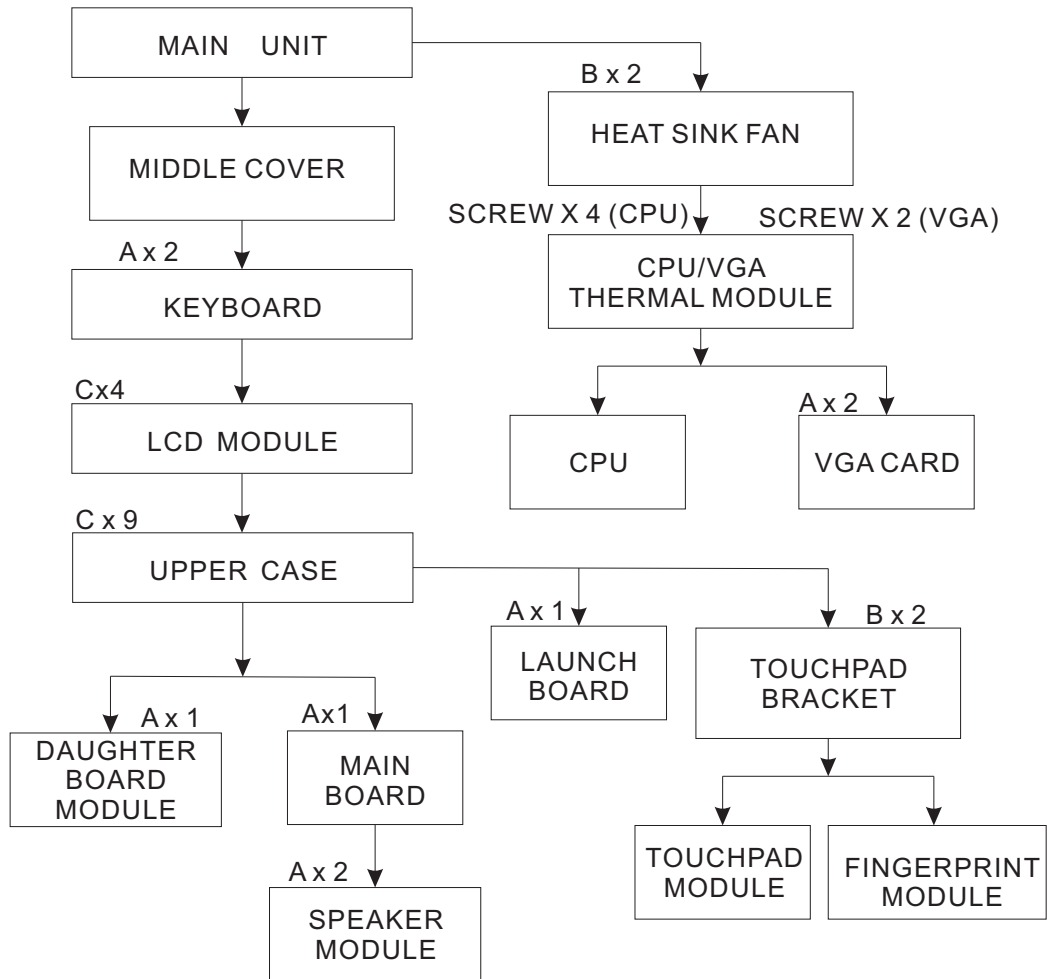 MAIN UNIT
B x 2
HEAT SINK FAN
MIDDLE COVER
SCREW X 4 (CPU)
SCREW X 2 (VGA)
A x 2
CPU/VGA
THERMAL MODULE
KEYBOARD
Cx4
LCD MODULE
CPU
A x 2
VGA CARD
C x 9
UPPER CASE
A x 1
LAUNCH
BOARD
B x 2
TOUCHPAD
BRACKET
A x 1
DAUGHTER
BOARD
MODULE
Ax1
MAIN
BOARD
TOUCHPAD
MODULE
FINGERPRINT
MODULE
A x 2
SPEAKER
MODULE